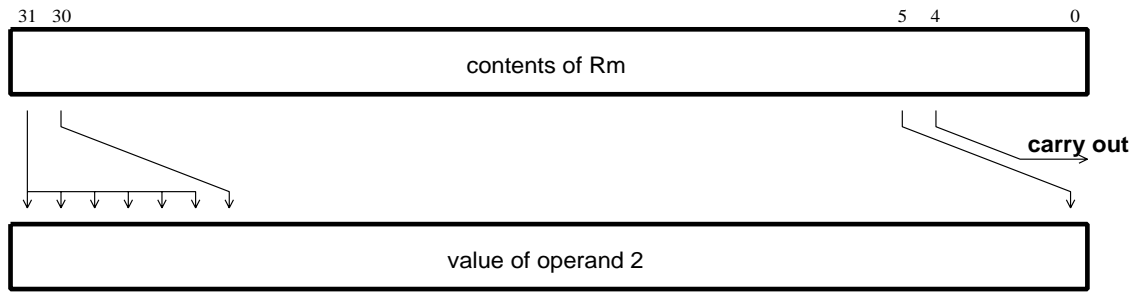 31 30 5 4 0
contents of Rm
carry out
value of operand 2